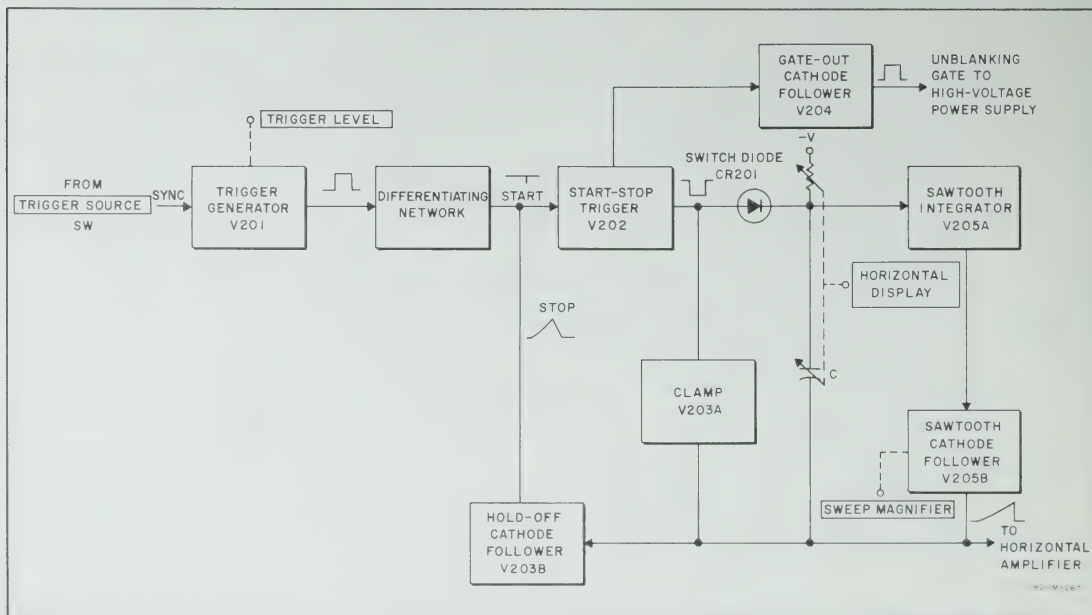 FROM
TRIGGER SOURCE
SW
SYNC
TRIGGER LEVEL
TRIGGER
GENERATOR
V201
DIFFERENTIATING
NETWORK
START
START-STOP
TRIGGER
V202
GATE-OUT
CATHODE
FOLLOWER
V204
UNBLANKING
GATE TO
HIGH-VOLTAGE
POWER SUPPLY
-V
SWITCH DIODE
CR201
SAWTOOTH
INTEGRATOR
V205A
HORIZONTAL
DISPLAY
STOP
CLAMP
V203A
C
SAWTOOTH
CATHODE
FOLLOWER
V205B
SWEEP MAGNIFIER
HOLD-OFF
CATHODE
FOLLOWER
V203B
TO
HORIZONTAL
AMPLIFIER